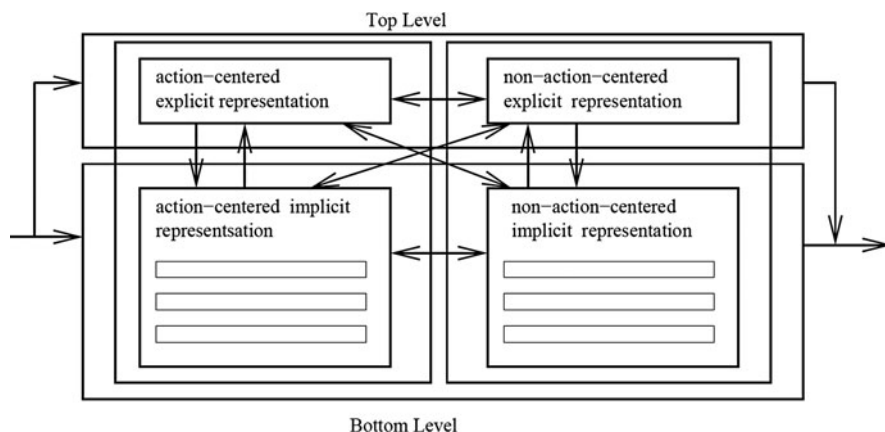 Top Level
action−centered
explicit representation
non−action−centered
explicit representation
action−centered implicit
representsation
non−action−centered
implicit representation
Bottom Level